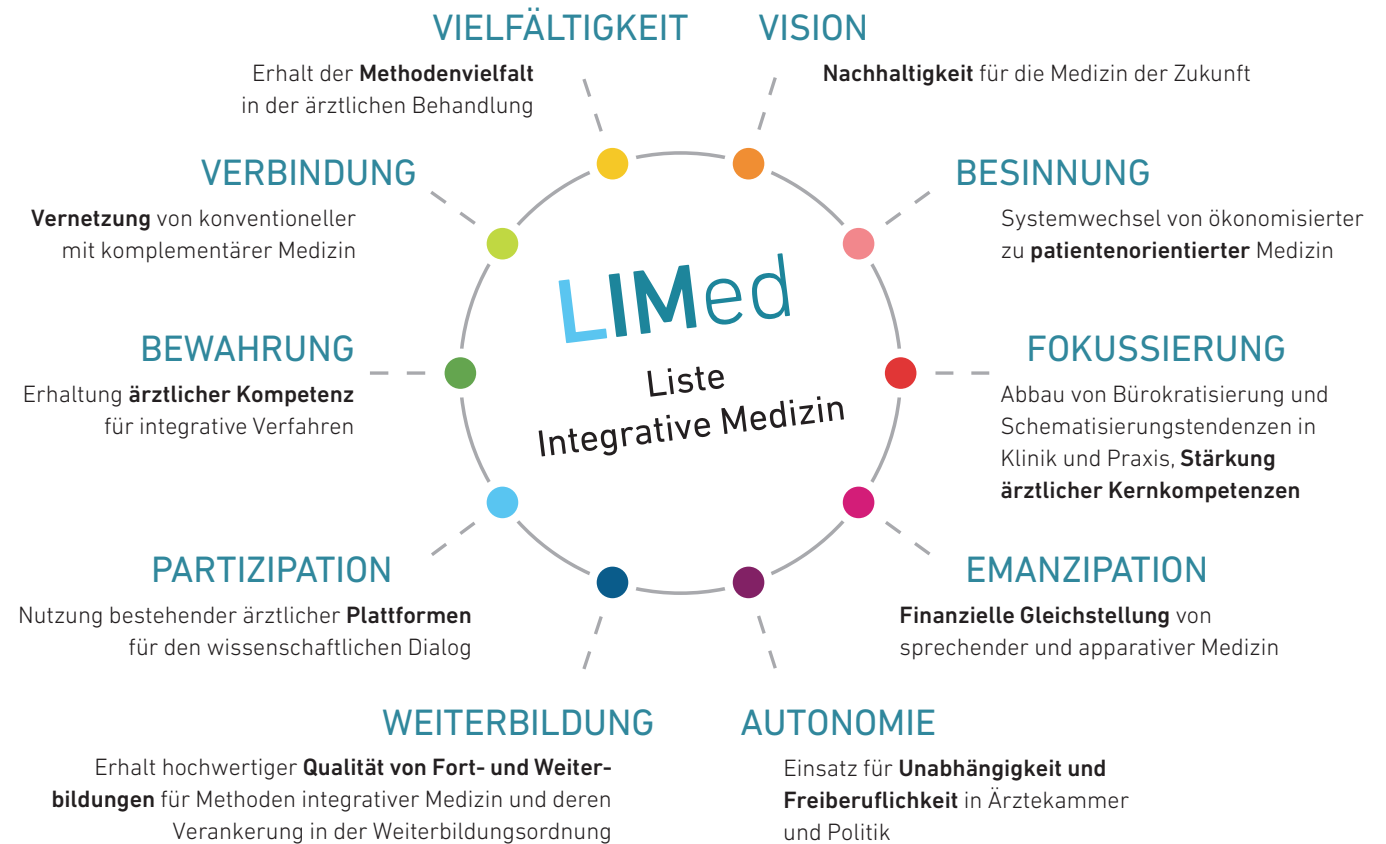 VIELFÄLTIGKEIT
Erhalt der Methodenvielfalt
in der ärztlichen Behandlung
VISION
Nachhaltigkeit für die Medizin der Zukunft
VERBINDUNG
Vernetzung von konventioneller
mit komplementärer Medizin
BESINNUNG
Systemwechsel von ökonomisierter
zu patientenorientierter Medizin
LIMed
Liste
Integrative Medizin
BEWAHRUNG
Erhaltung ärztlicher Kompetenz
für integrative Verfahren
FOKUSSIERUNG
Abbau von Bürokratisierung und
Schematisierungstendenzen in
Klinik und Praxis, Stärkung
ärztlicher Kernkompetenzen
PARTIZIPATION
Nutzung bestehender ärztlicher Plattformen
für den wissenschaftlichen Dialog
EMANZIPATION
Finanzielle Gleichstellung von
sprechender und apparativer Medizin
WEITERBILDUNG
Erhalt hochwertiger Qualität von Fort- und Weiter-
bildungen für Methoden integrativer Medizin und deren
Verankerung in der Weiterbildungsordnung
AUTONOMIE
Einsatz für Unabhängigkeit und
Freiberuflichkeit in Ärztekammer
und Politik